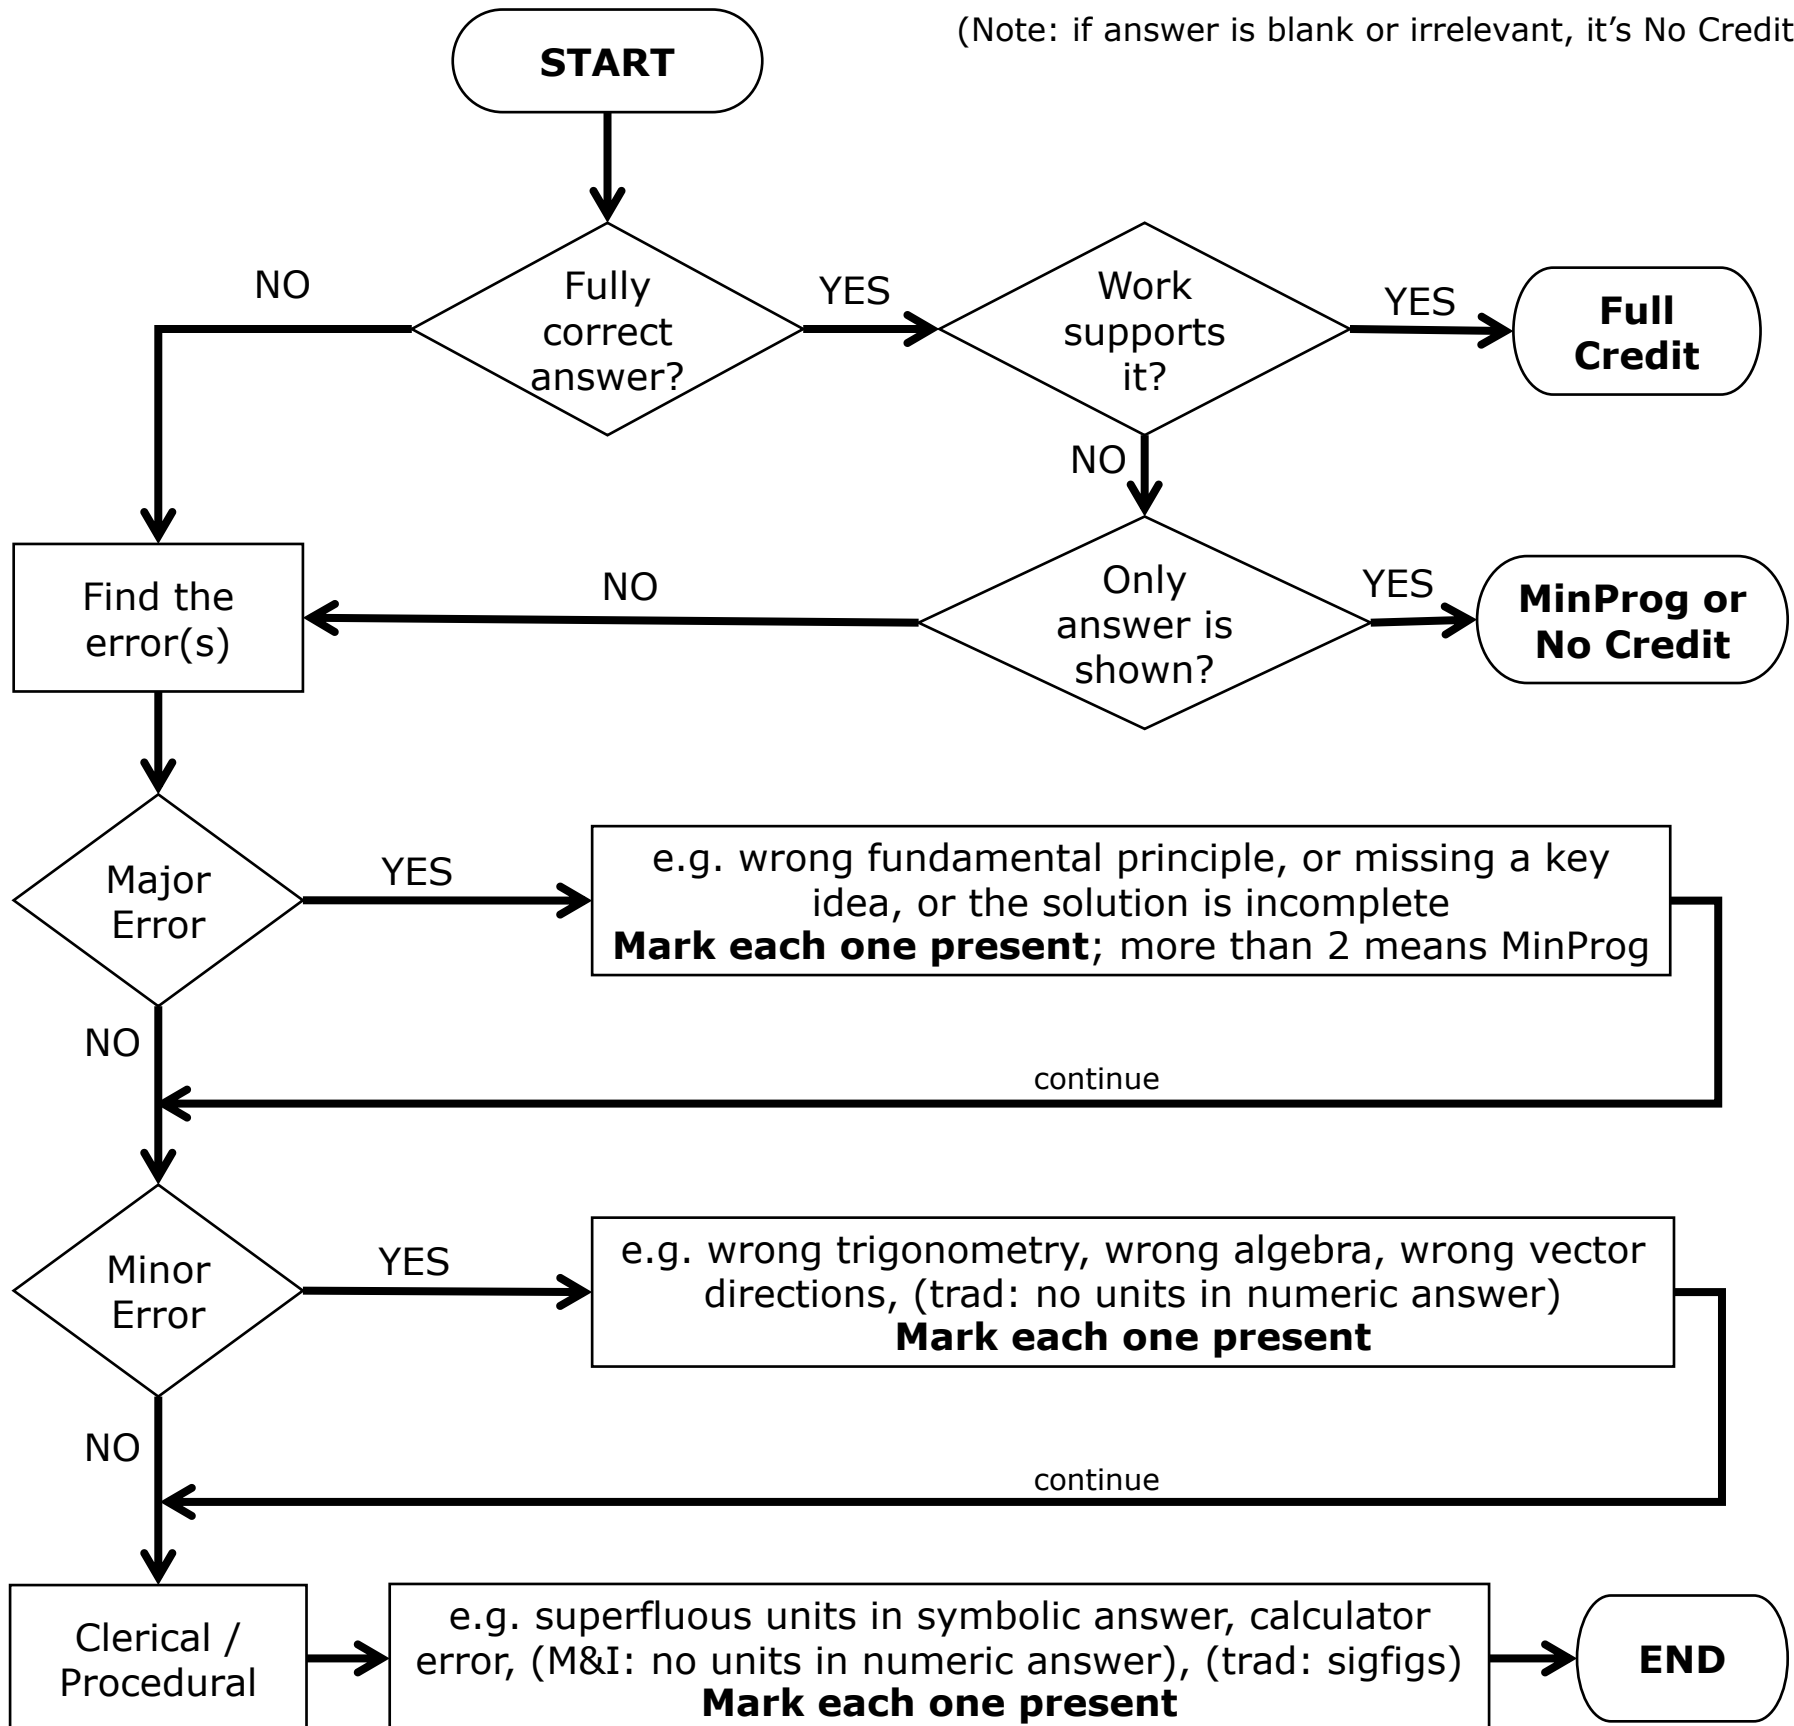 (Note: if answer is blank or irrelevant, it’s No Credit
START
NO
Fully
correct
answer?
YES
Work
supports
it?
YES
Full
Credit
NO
Find the
error(s)
NO
Only
answer is
shown?
YES
MinProg or
No Credit
Major
Error
YES
e.g. wrong fundamental principle, or missing a key
idea, or the solution is incomplete
Mark each one present; more than 2 means MinProg
NO
continue
Minor
Error
YES
e.g. wrong trigonometry, wrong algebra, wrong vector
directions, (trad: no units in numeric answer)
Mark each one present
NO
continue
Clerical /
Procedural
e.g. superfluous units in symbolic answer, calculator
error, (M&I: no units in numeric answer), (trad: sigfigs)
Mark each one present
END